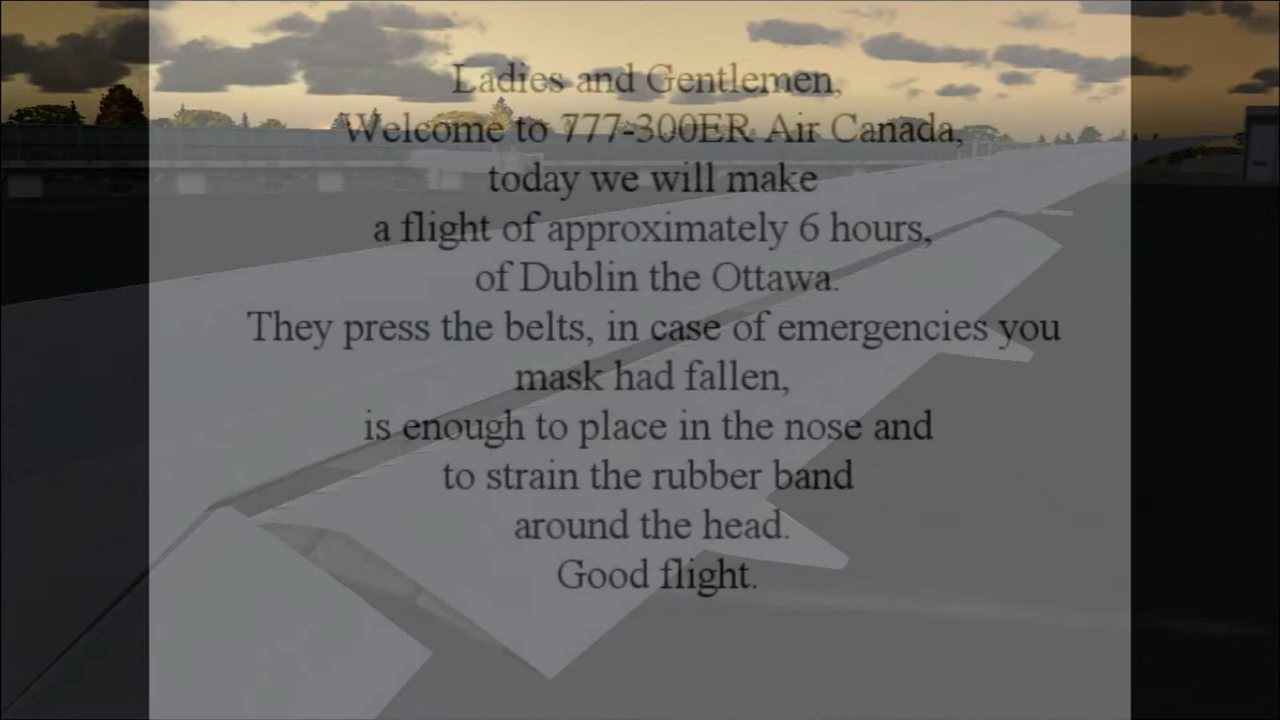 Ladies and Gentlemen,
Welcome to 777-300ER Air Canada,
today we will make
a flight of approximately 6 hours,
of Dublin the Ottawa.
They press the belts, in case of emergencies you
mask had fallen,
is enough to place in the nose and
to strain the rubber band
around the head.
Good flight.